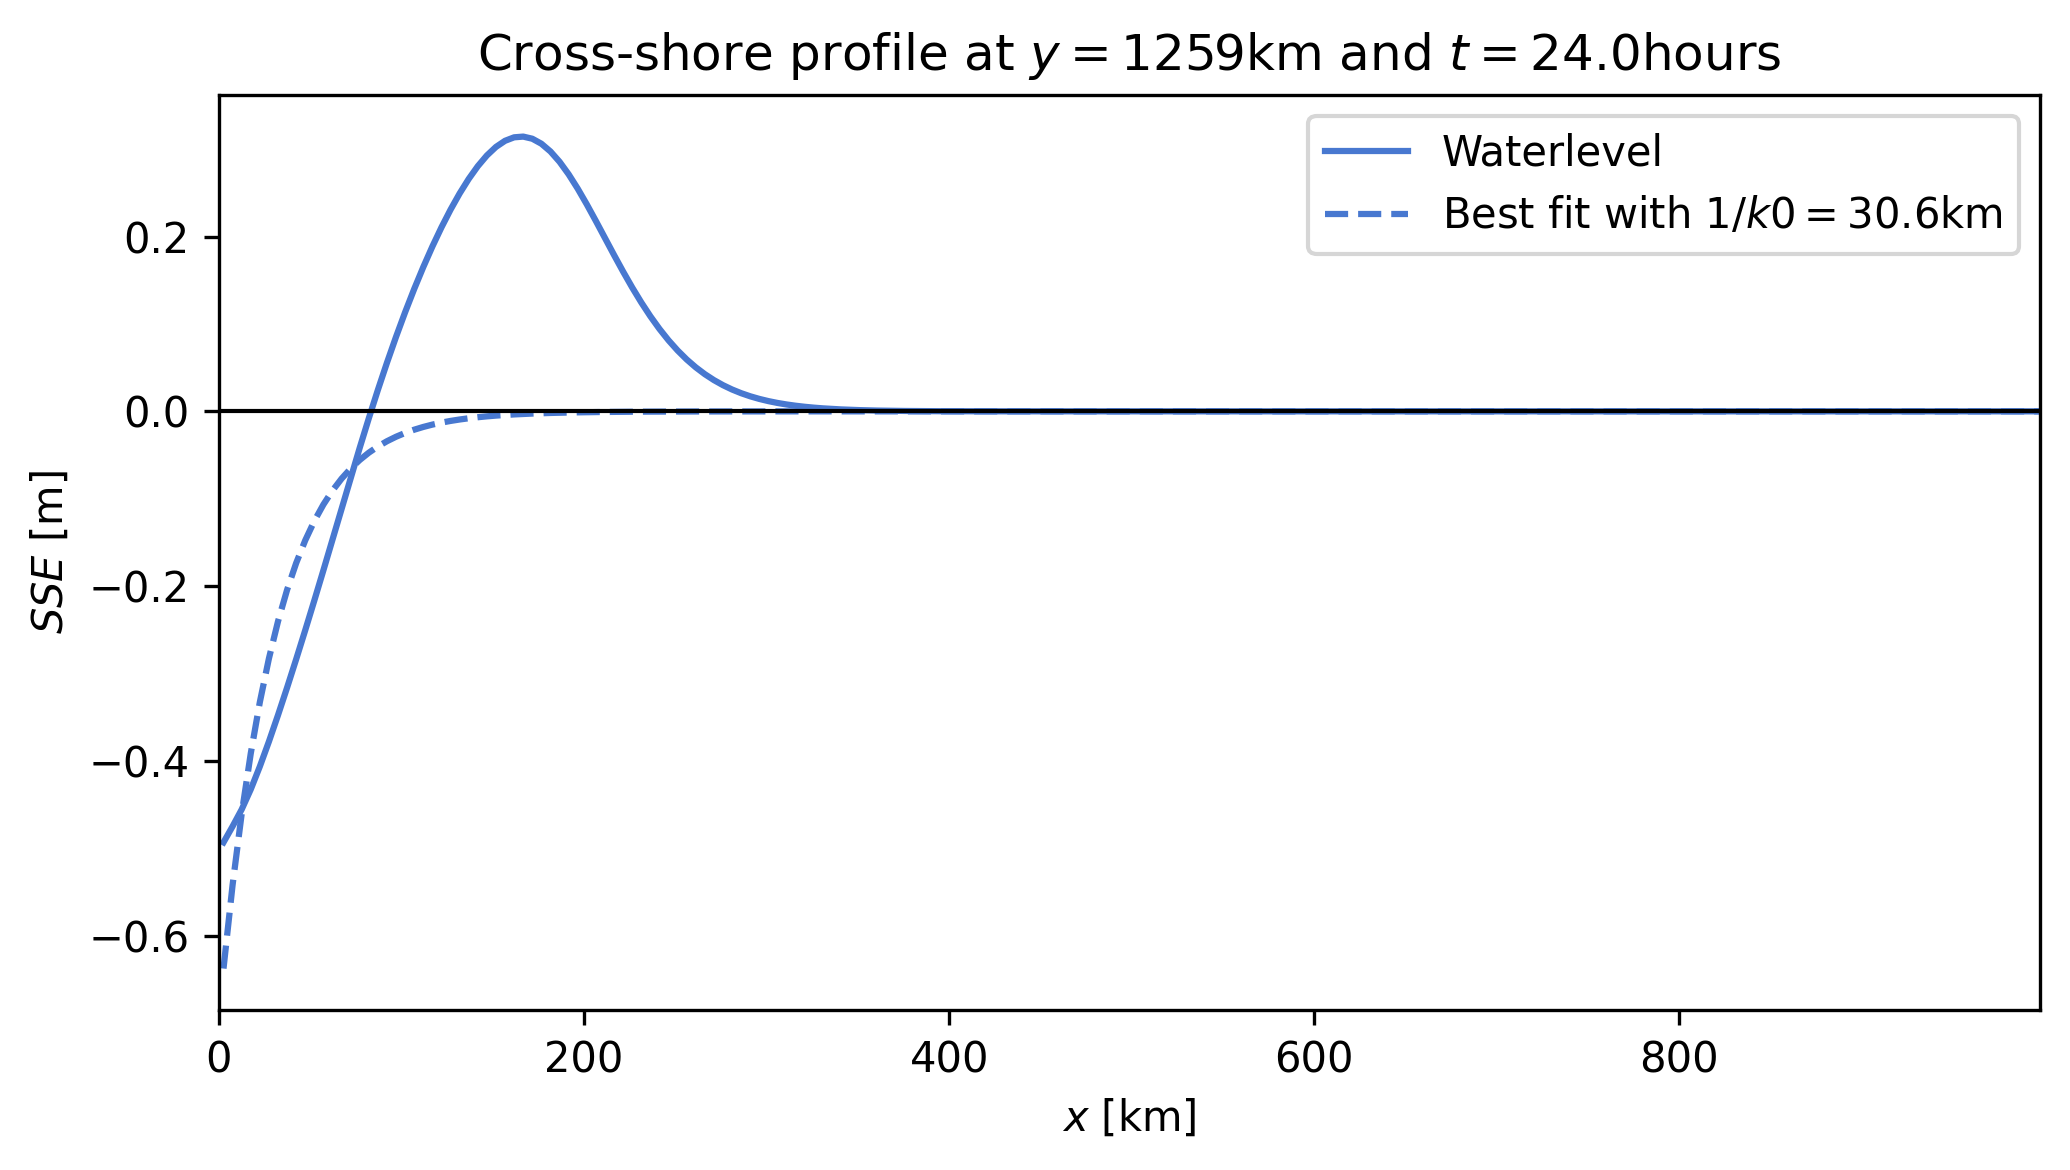 Cross-shore profile at y = 1259km and t = 24.0hours
Waterlevel
Best fit with 1/k0 = 30.6km
SSE [m]
0.2
0.0
−0.2
−0.4
−0.6
0 200 400 600 800
x [km]